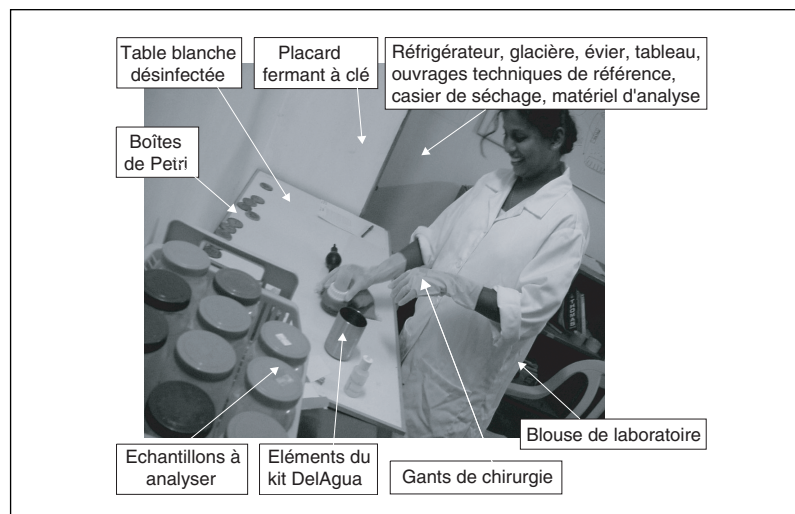 Table blanche
désinfectée
Placard
fermant à clé
Réfrigérateur, glacière, évier, tableau,
ouvrages techniques de référence,
casier de séchage, matériel d'analyse
Boîtes
de Petri
Blouse de laboratoire
Echantillons à
analyser
Eléments du
kit DelAgua
Gants de chirurgie